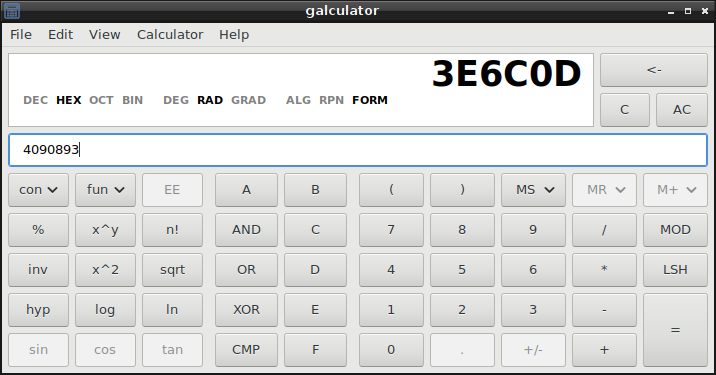 galculator
File Edit View Calculator Help
3E6C0D
<-
DEC HEX OCT BIN DEG RAD GRAD ALG RPN FORM
C AC
4090893
con fun EE A B ( ) MS MR M+
% x^y n! AND C 7 8 9 / MOD
inv x^2 sqrt OR D 4 5 6 * LSH
hyp log ln XOR E 1 2 3 - =
sin cos tan CMP F 0 . +/- +